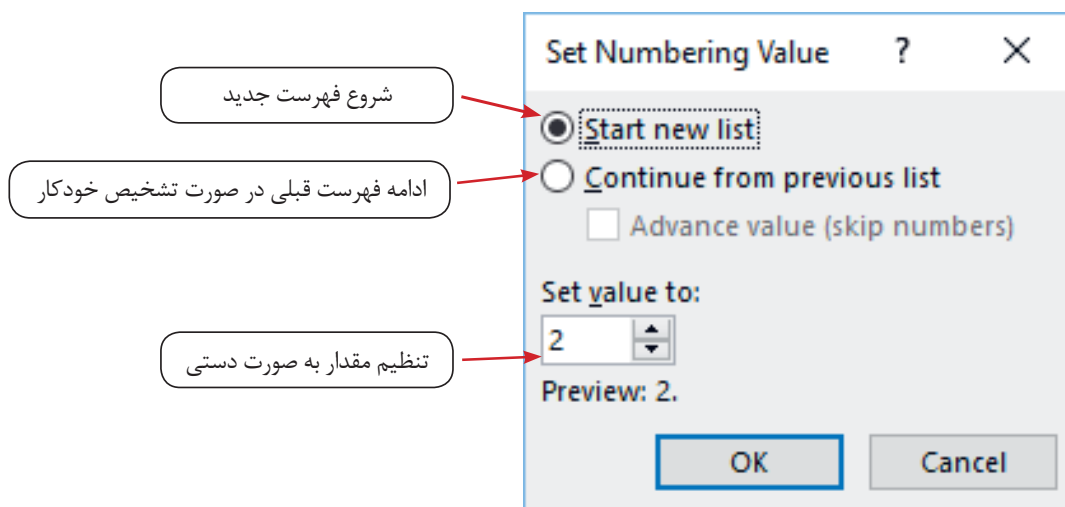 Set Numbering Value ? ×
شروع فهرست جدید
Start new list
ادامه فهرست قبلی در صورت تشخیص خودکار
Continue from previous list
Advance value (skip numbers)
Set value to:
تنظیم مقدار به صورت دستی
2
Preview: 2.
OK Cancel